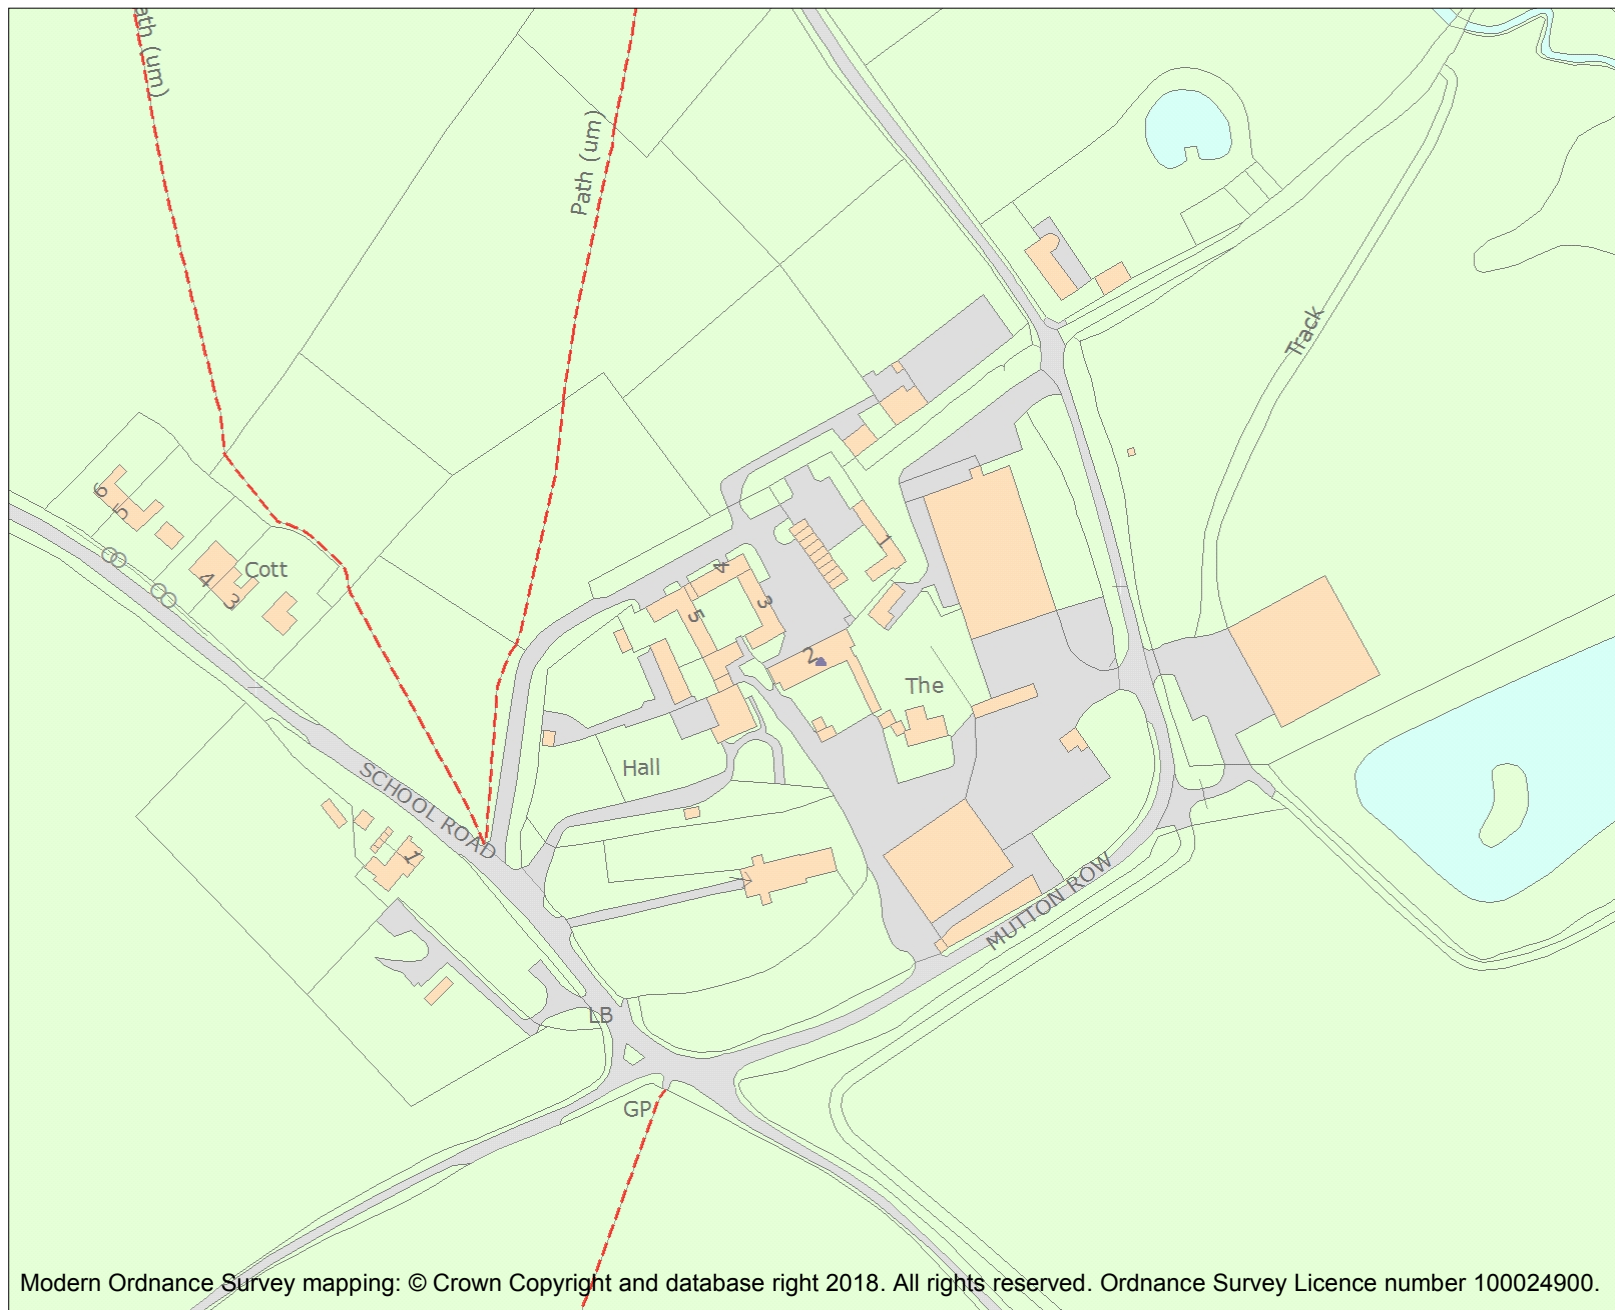 Path (um)
Track
6
5
Cott
4
3
1
4
3
5
2
The
Hall
SCHOOL ROAD
1
MUTTON ROW
LB
GP
Modern Ordnance Survey mapping: © Crown Copyright and database right 2018. All rights reserved. Ordnance Survey Licence number 100024900.